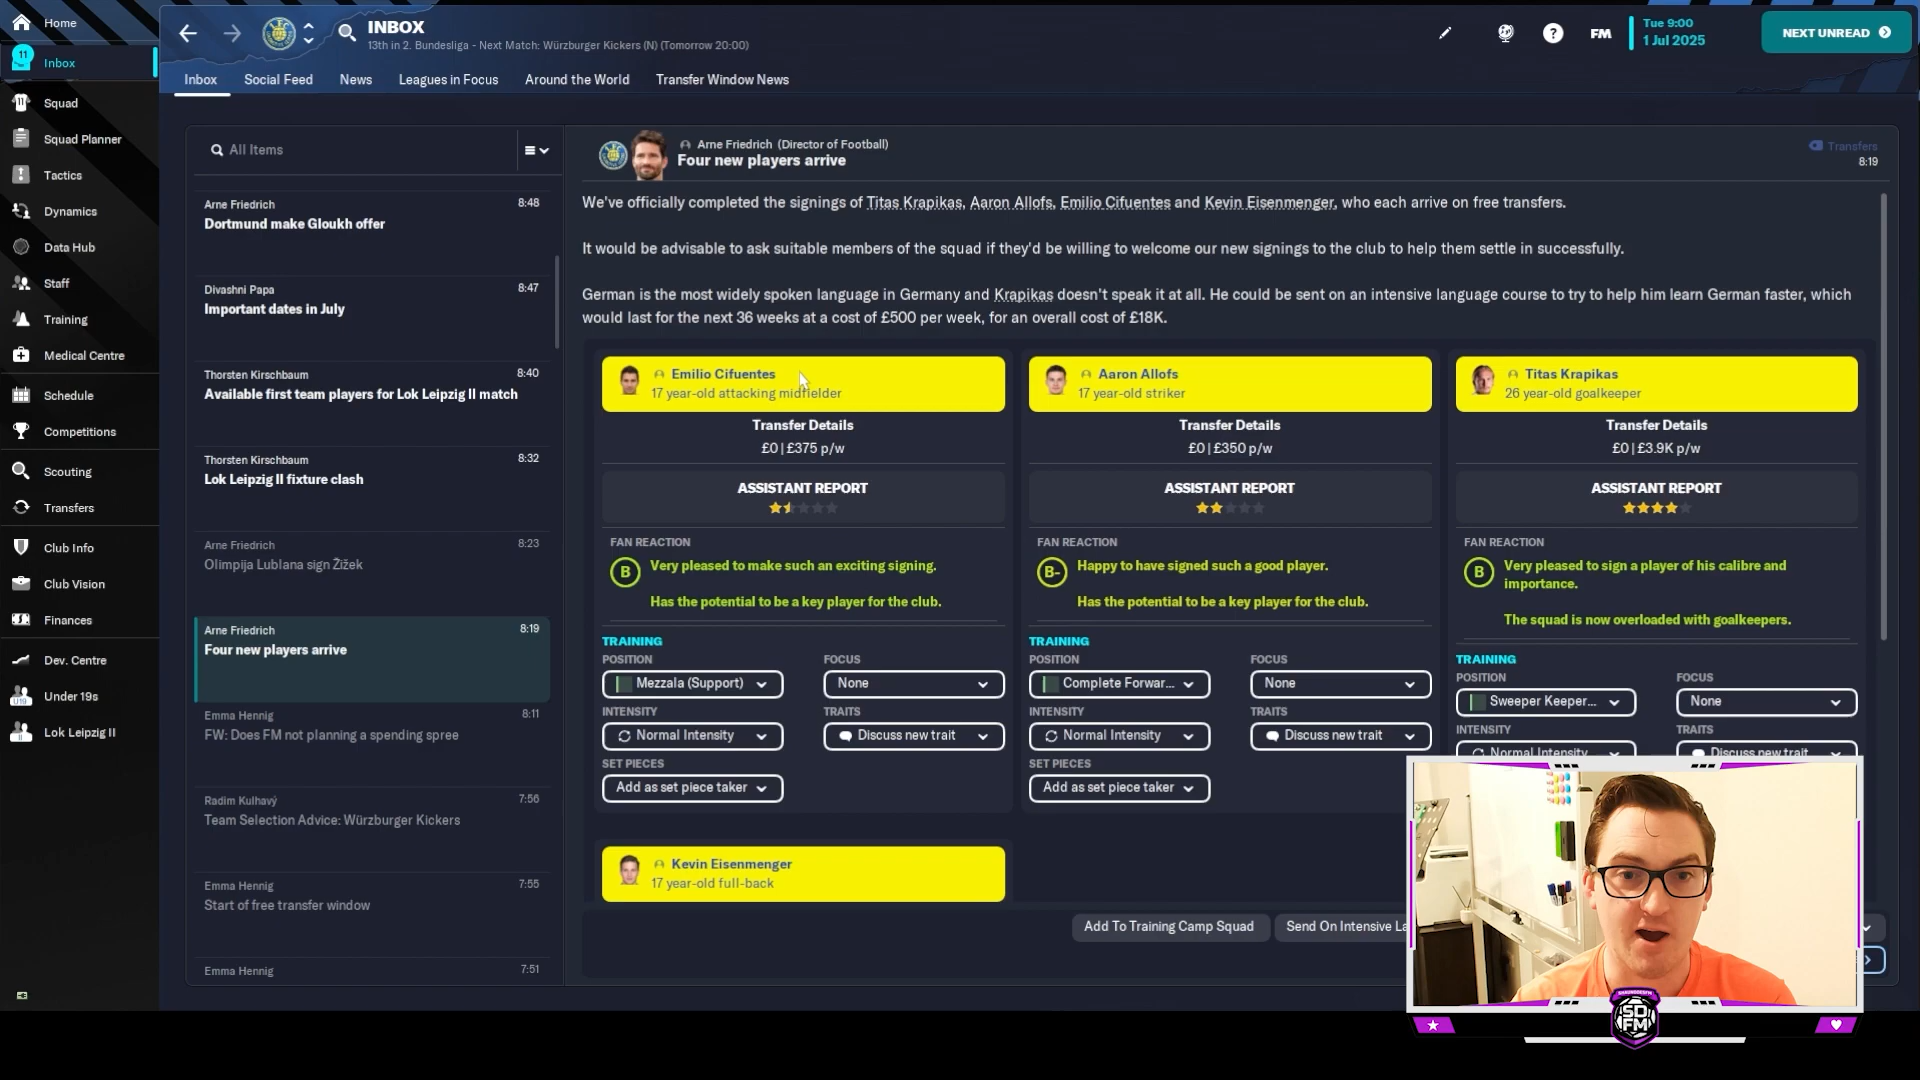 Home
11
Inbox
Squad
Squad Planner
Tactics
Dynamics
Data Hub
Staff
Training
Medical Centre
Schedule
Competitions
Scouting
Transfers
Club Info
Club Vision
Finances
Dev. Centre
Under 19s
Lok Leipzig II
INBOX
13th in 2. Bundesliga - Next Match: Würzburger Kickers (N) (Tomorrow 20:00)
FM
Tue 9:00
1 Jul 2025
NEXT UNREAD
Inbox
Social Feed
News
Leagues in Focus
Around the World
Transfer Window News
All Items
Arne Friedrich 8:48
Dortmund make Gloukh offer
Divashni Papa 8:47
Important dates in July
Thorsten Kirschbaum 8:40
Available first team players for Lok Leipzig II match
Thorsten Kirschbaum 8:32
Lok Leipzig II fixture clash
Arne Friedrich 8:23
Olimpija Lublana sign Žižek
Arne Friedrich 8:19
Four new players arrive
Emma Hennig 8:11
FW: Does FM not planning a spending spree
Radim Kulhavý 7:56
Team Selection Advice: Würzburger Kickers
Emma Hennig 7:55
Start of free transfer window
Emma Hennig 7:51
Arne Friedrich (Director of Football)
Four new players arrive
Transfers
8:19
We've officially completed the signings of Titas Krapikas, Aaron Allofs, Emilio Cifuentes and Kevin Eisenmenger, who each arrive on free transfers.
It would be advisable to ask suitable members of the squad if they'd be willing to welcome our new signings to the club to help them settle in successfully.
German is the most widely spoken language in Germany and Krapikas doesn't speak it at all. He could be sent on an intensive language course to try to help him learn German faster, which
would last for the next 36 weeks at a cost of £500 per week, for an overall cost of £18K.
Emilio Cifuentes
17 year-old attacking midfielder
Transfer Details
£0 | £375 p/w
ASSISTANT REPORT
FAN REACTION
B
Very pleased to make such an exciting signing.
Has the potential to be a key player for the club.
TRAINING
POSITION FOCUS
Mezzala (Support) None
INTENSITY TRAITS
Normal Intensity Discuss new trait
SET PIECES
Add as set piece taker
Aaron Allofs
17 year-old striker
Transfer Details
£0 | £350 p/w
ASSISTANT REPORT
FAN REACTION
B-
Happy to have signed such a good player.
Has the potential to be a key player for the club.
TRAINING
POSITION FOCUS
Complete Forwar... None
INTENSITY TRAITS
Normal Intensity Discuss new trait
SET PIECES
Add as set piece taker
Titas Krapikas
26 year-old goalkeeper
Transfer Details
£0 | £3.9K p/w
ASSISTANT REPORT
FAN REACTION
B
Very pleased to sign a player of his calibre and
importance.
The squad is now overloaded with goalkeepers.
TRAINING
POSITION FOCUS
Sweeper Keeper... None
INTENSITY TRAITS
Normal Intensity Discuss new trait
Kevin Eisenmenger
17 year-old full-back
Add To Training Camp Squad
Send On Intensive La
SD
FM